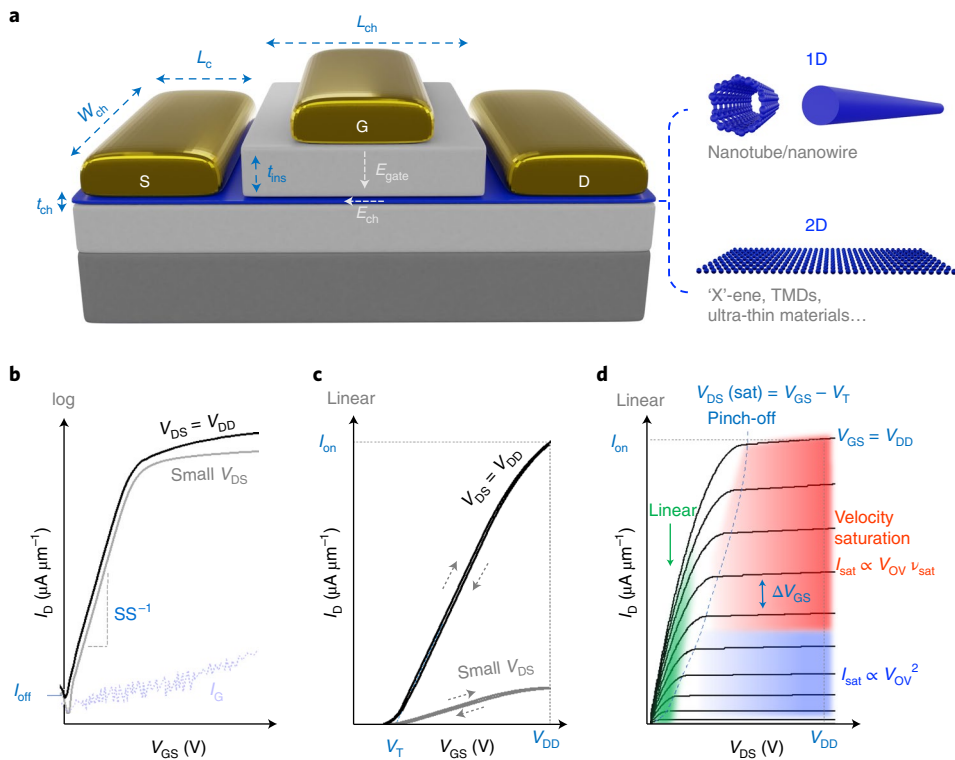 a
L_ch
L_c
W_ch
G
S
D
t_ins
E_gate
t_ch
E_ch
1D
Nanotube/nanowire
2D
‘X’-ene, TMDs,
ultra-thin materials…
b
log
V_DS = V_DD
Small V_DS
I_D (µA µm⁻¹)
SS⁻¹
I_off
I_G
V_GS (V)
c
Linear
I_on
V_DS = V_DD
I_D (µA µm⁻¹)
Small V_DS
V_T
V_GS (V)
V_DD
d
Linear
V_DS (sat) = V_GS − V_T
Pinch-off
I_on
V_GS = V_DD
Linear
Velocity
saturation
I_sat ∝ V_OV ν_sat
ΔV_GS
I_D (µA µm⁻¹)
I_sat ∝ V_OV²
V_DS (V)
V_DD